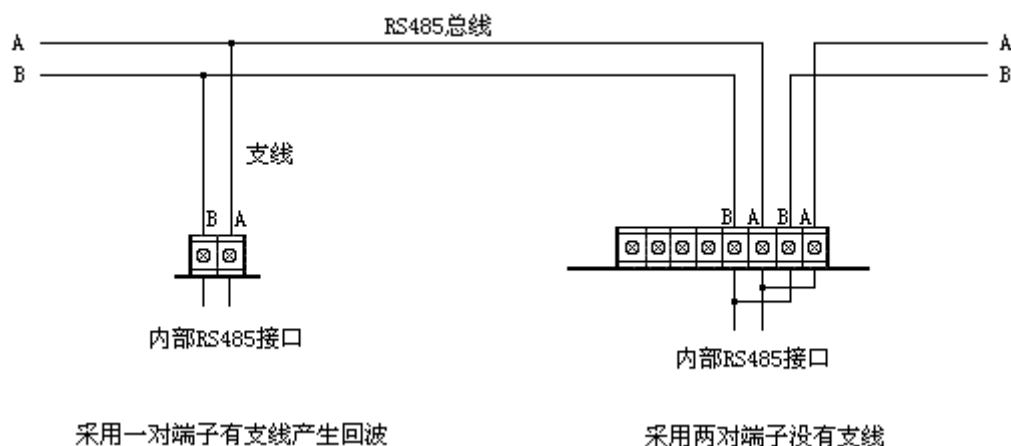 RS485总线
A
A
B
B
支线
B A
B A B A
内部RS485接口
内部RS485接口
采用一对端子有支线产生回波
采用两对端子没有支线